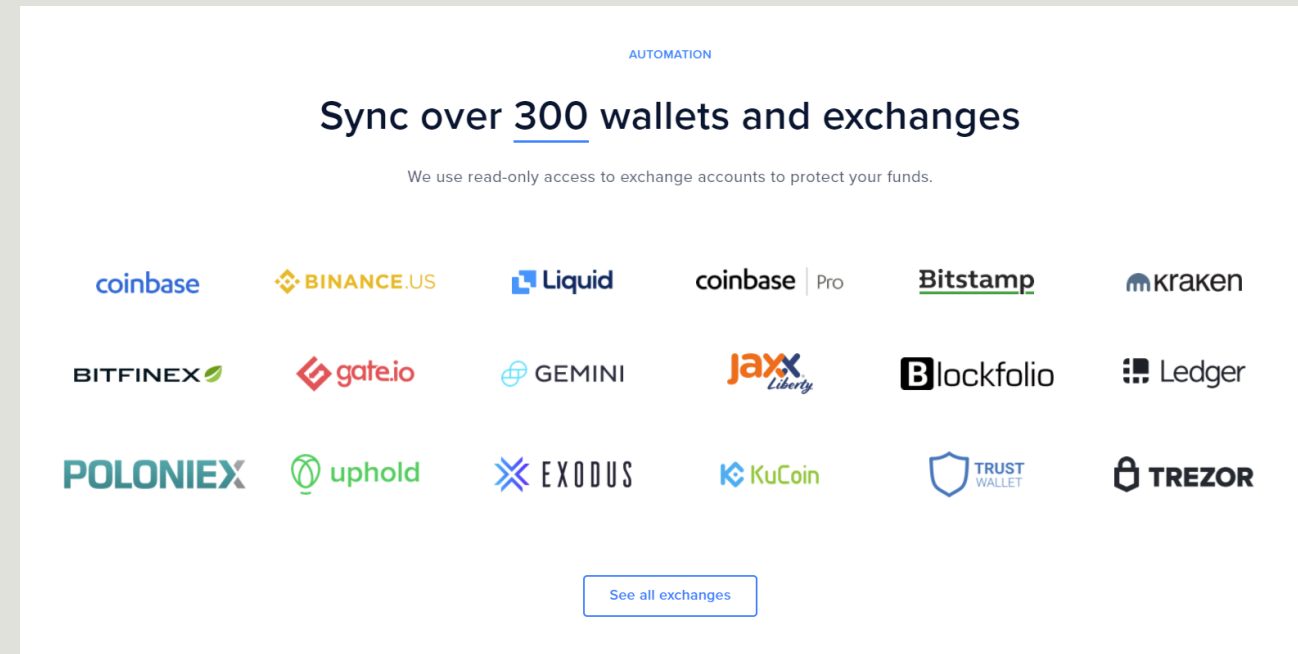 AUTOMATION
Sync over 300 wallets and exchanges
We use read-only access to exchange accounts to protect your funds.
coinbase BINANCE.US Liquid coinbase Pro Bitstamp kraken
BITFINEX gate.io GEMINI jaxx Liberty Blockfolio Ledger
POLONIEX uphold EXODUS KuCoin TRUST WALLET TREZOR
See all exchanges